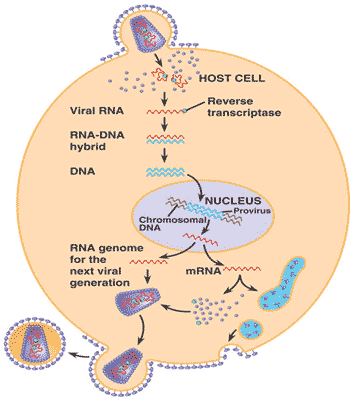 HOST CELL
Viral RNA
Reverse
transcriptase
RNA-DNA
hybrid
DNA
NUCLEUS
Provirus
Chromosomal
DNA
RNA genome
for the
next viral
generation
mRNA